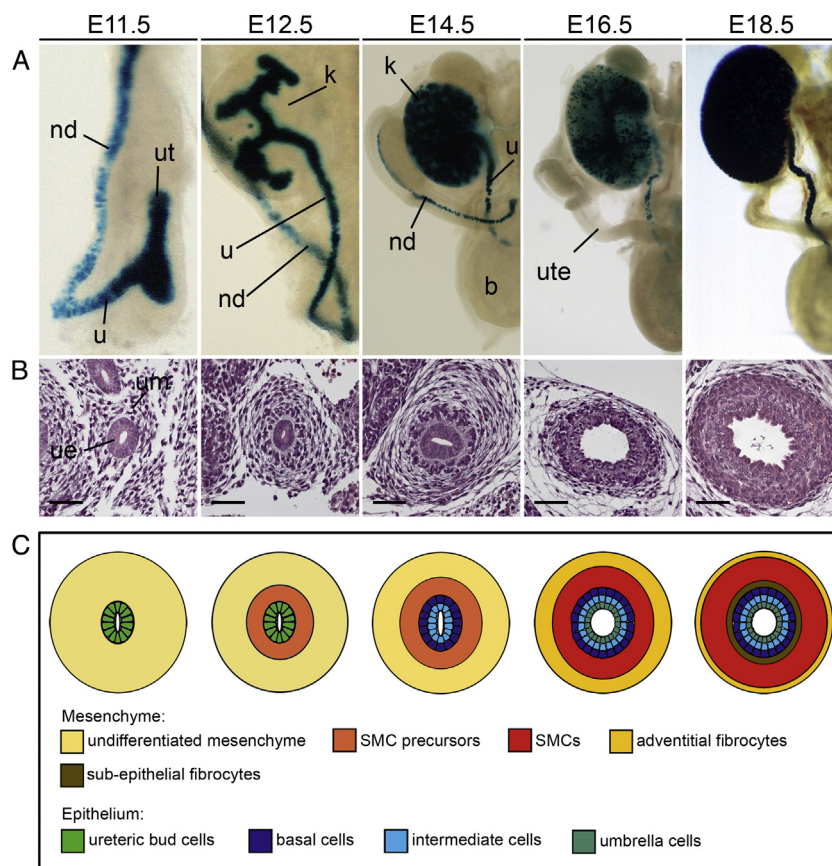 E11.5 E12.5 E14.5 E16.5 E18.5
A
nd
ut
u
k
u
nd
k
u
nd
b
ute
B
um
ue
C
Mesenchyme:
undifferentiated mesenchyme SMC precursors SMCs adventitial fibrocytes
sub-epithelial fibrocytes
Epithelium:
ureteric bud cells basal cells intermediate cells umbrella cells